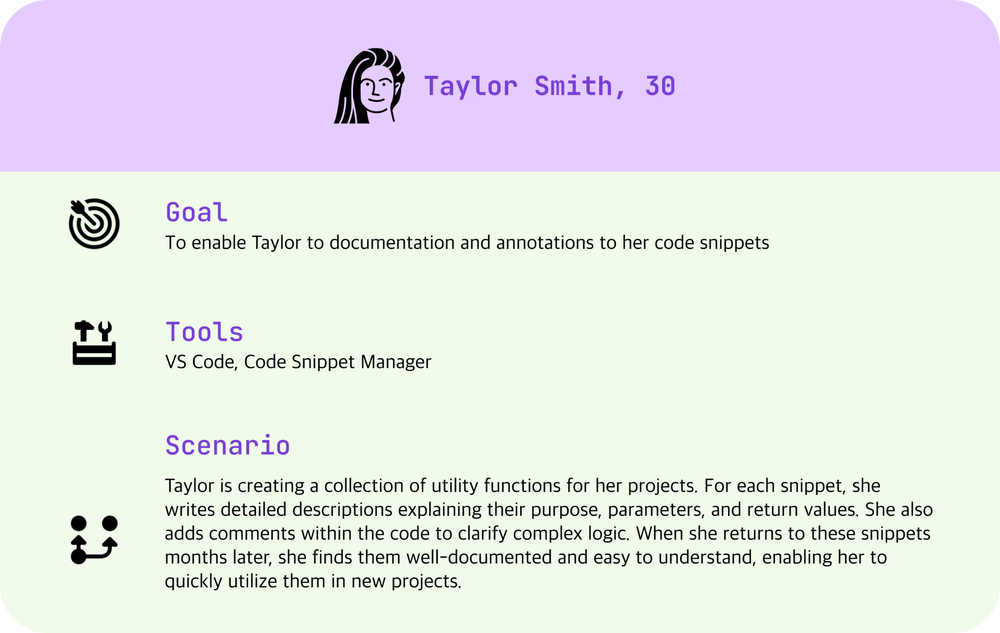 Taylor Smith, 30
Goal
To enable Taylor to documentation and annotations to her code snippets
Tools
VS Code, Code Snippet Manager
Scenario
Taylor is creating a collection of utility functions for her projects. For each snippet, she
writes detailed descriptions explaining their purpose, parameters, and return values. She also
adds comments within the code to clarify complex logic. When she returns to these snippets
months later, she finds them well-documented and easy to understand, enabling her to
quickly utilize them in new projects.